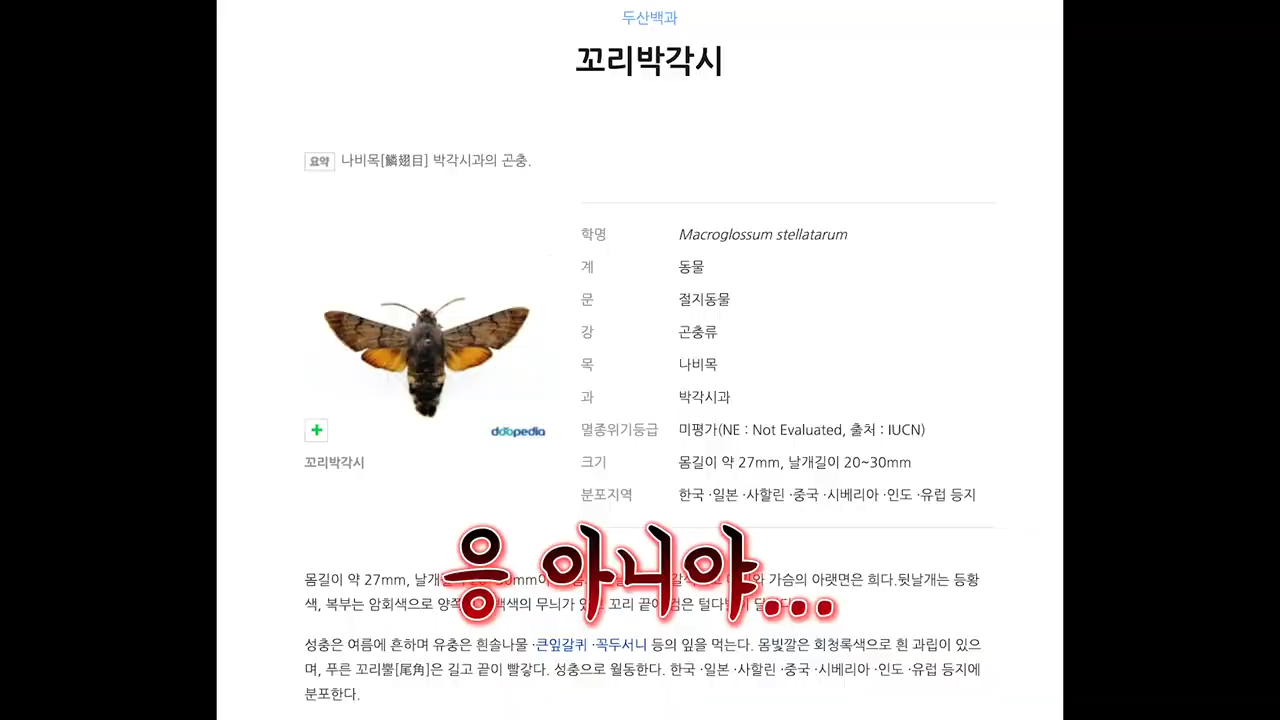 두산백과
꼬리박각시
요약 나비목[鱗翅目] 박각시과의 곤충.
학명 Macroglossum stellatarum
계 동물
문 절지동물
강 곤충류
목 나비목
과 박각시과
멸종위기등급 미평가(NE : Not Evaluated, 출처 : IUCN)
크기 몸길이 약 27mm, 날개길이 20~30mm
분포지역 한국 ·일본 ·사할린 ·중국 ·시베리아 ·인도 ·유럽 등지
doopedia
꼬리박각시
응 아니야...
몸길이 약 27mm, 가슴의 아랫면은 희다.뒷날개는 등황
색, 복부는 암회색으로 양쪽 무늬가 꼬리 끝에 검은
성충은 여름에 흔하며 유충은 흰솔나물 ·큰잎갈퀴 ·꼭두서니 등의 잎을 먹는다. 몸빛깔은 회청록색으로 흰 과립이 있으
며, 푸른 꼬리뿔[尾角]은 길고 끝이 빨갛다. 성충으로 월동한다. 한국 ·일본 ·사할린 ·중국 ·시베리아 ·인도 ·유럽 등지에
분포한다.